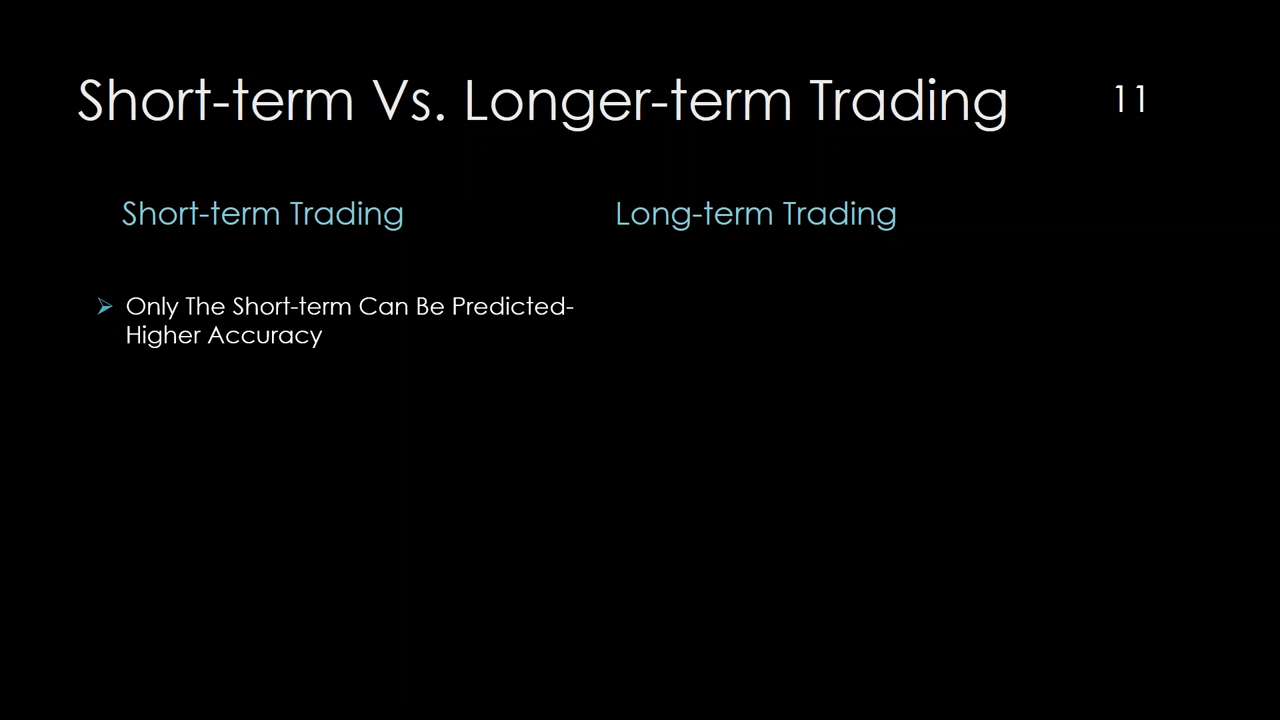 Short-term Vs. Longer-term Trading
11
Short-term Trading
Long-term Trading
Only The Short-term Can Be Predicted-
Higher Accuracy